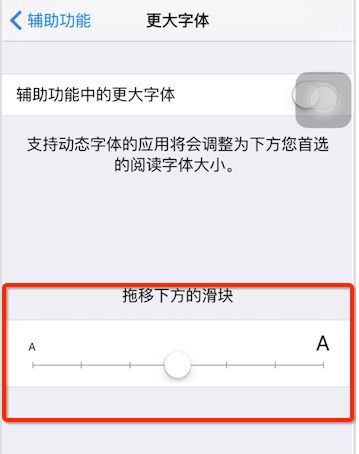 辅助功能
更大字体
辅助功能中的更大字体
支持动态字体的应用将会调整为下方您首选
的阅读字体大小。
拖移下方的滑块
A
A